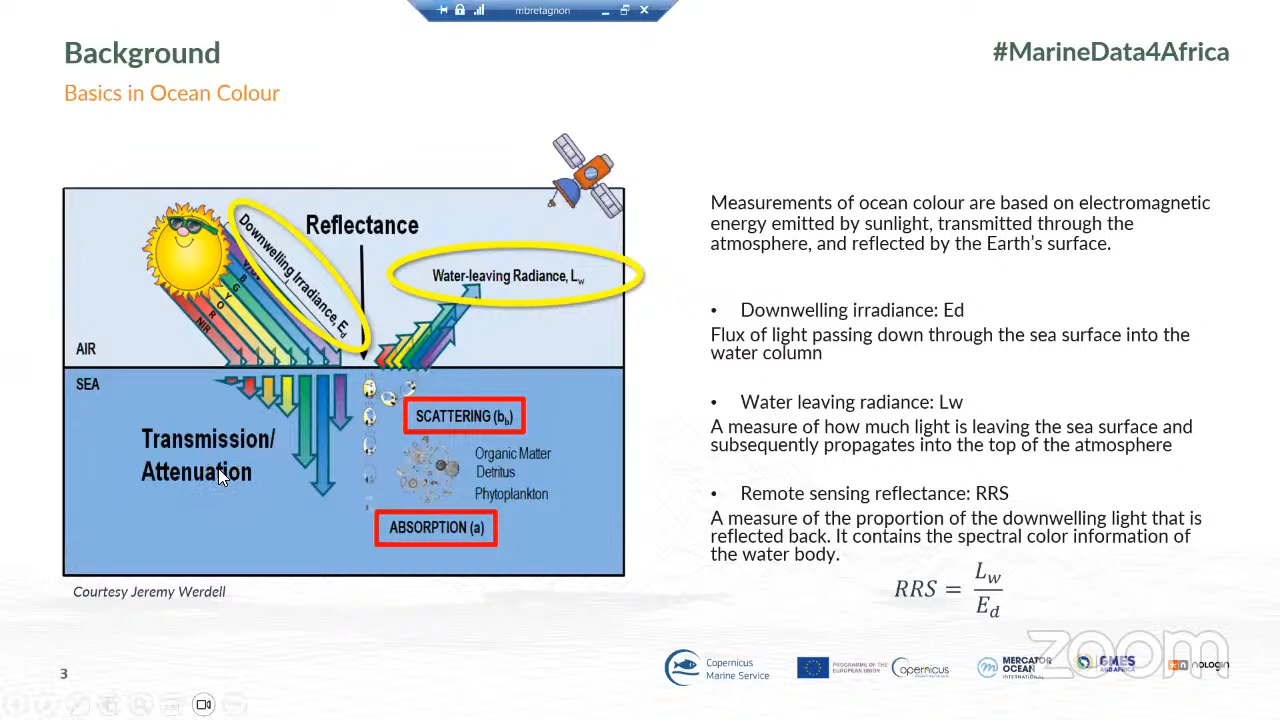 mbretagnon
Background
#MarineData4Africa
Basics in Ocean Colour
Reflectance
Downwelling Irradiance, Ed
Water-leaving Radiance, Lw
B
G
Y
O
R
NIR
AIR
SEA
SCATTERING (bb)
Transmission/
Attenuation
Organic Matter
Detritus
Phytoplankton
ABSORPTION (a)
Courtesy Jeremy Werdell
Measurements of ocean colour are based on electromagnetic
energy emitted by sunlight, transmitted through the
atmosphere, and reflected by the Earth's surface.
• Downwelling irradiance: Ed
Flux of light passing down through the sea surface into the
water column
• Water leaving radiance: Lw
A measure of how much light is leaving the sea surface and
subsequently propagates into the top of the atmosphere
• Remote sensing reflectance: RRS
A measure of the proportion of the downwelling light that is
reflected back. It contains the spectral color information of
the water body.
RRS = Lw / Ed
zoom
3
Copernicus
Marine Service
PROGRAMME OF THE
EUROPEAN UNION
opernicus
MERCATOR
OCEAN
INTERNATIONAL
GMES
AND AFRICA
nologin